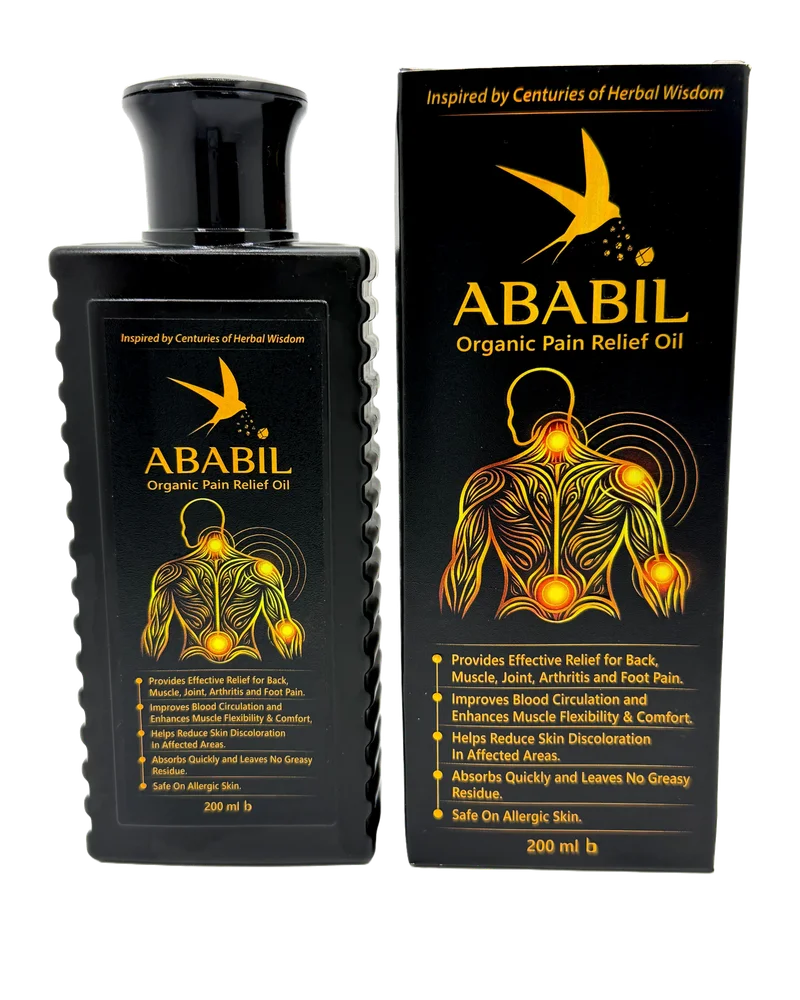 Inspired by Centuries of Herbal Wisdom
ABABIL
Organic Pain Relief Oil
Provides Effective Relief for Back,
Muscle, Joint, Arthritis and Foot Pain.
Improves Blood Circulation and
Enhances Muscle Flexibility & Comfort,
Helps Reduce Skin Discoloration
In Affected Areas.
Absorbs Quickly and Leaves No Greasy
Residue.
Safe On Allergic Skin.
200 ml b
Inspired by Centuries of Herbal Wisdom
ABABIL
Organic Pain Relief Oil
Provides Effective Relief for Back,
Muscle, Joint, Arthritis and Foot Pain.
Improves Blood Circulation and
Enhances Muscle Flexibility & Comfort.
Helps Reduce Skin Discoloration
In Affected Areas.
Absorbs Quickly and Leaves No Greasy
Residue.
Safe On Allergic Skin.
200 ml b